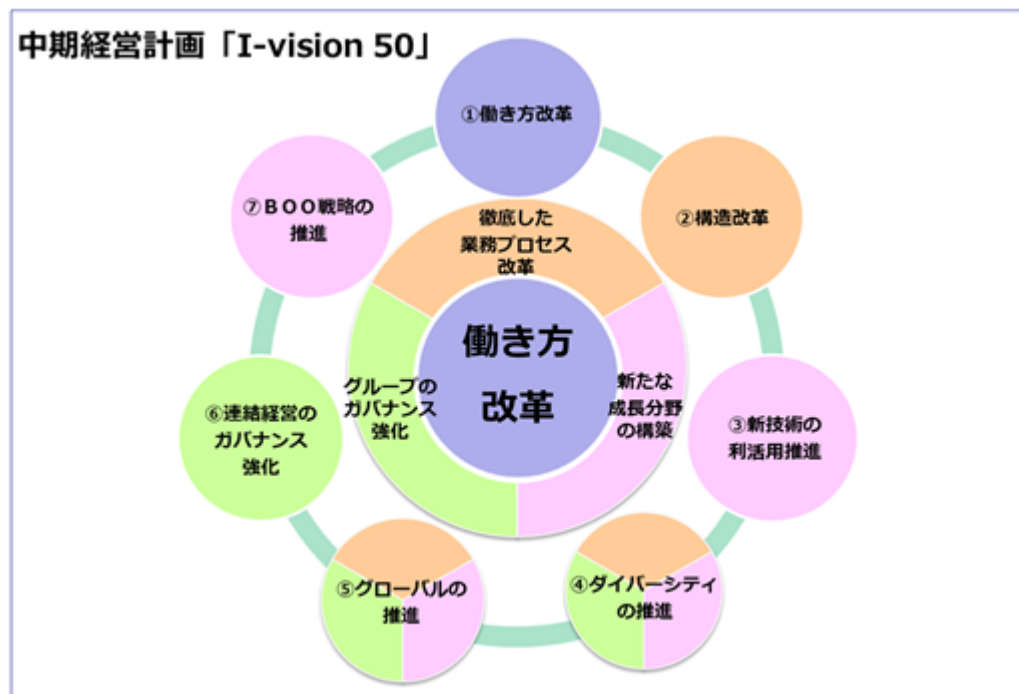 中期経営計画「I-vision 50」
①働き方改革
②構造改革
③新技術の
利活用推進
④ダイバーシティ
の推進
⑤グローバルの
推進
⑥連結経営の
ガバナンス
強化
⑦ＢＯＯ戦略の
推進
徹底した
業務プロセス
改革
新たな
成長分野
の構築
グループの
ガバナンス
強化
働き方
改革